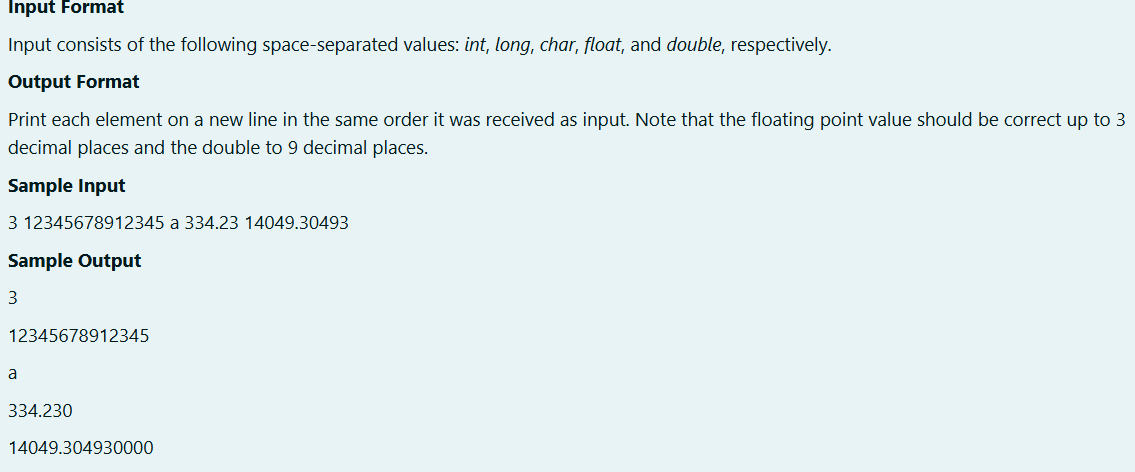 Input Format
Input consists of the following space-separated values: int, long, char, float, and double, respectively.
Output Format
Print each element on a new line in the same order it was received as input. Note that the floating point value should be correct up to 3
decimal places and the double to 9 decimal places.
Sample Input
3 12345678912345 a 334.23 14049.30493
Sample Output
3
12345678912345
a
334.230
14049.304930000